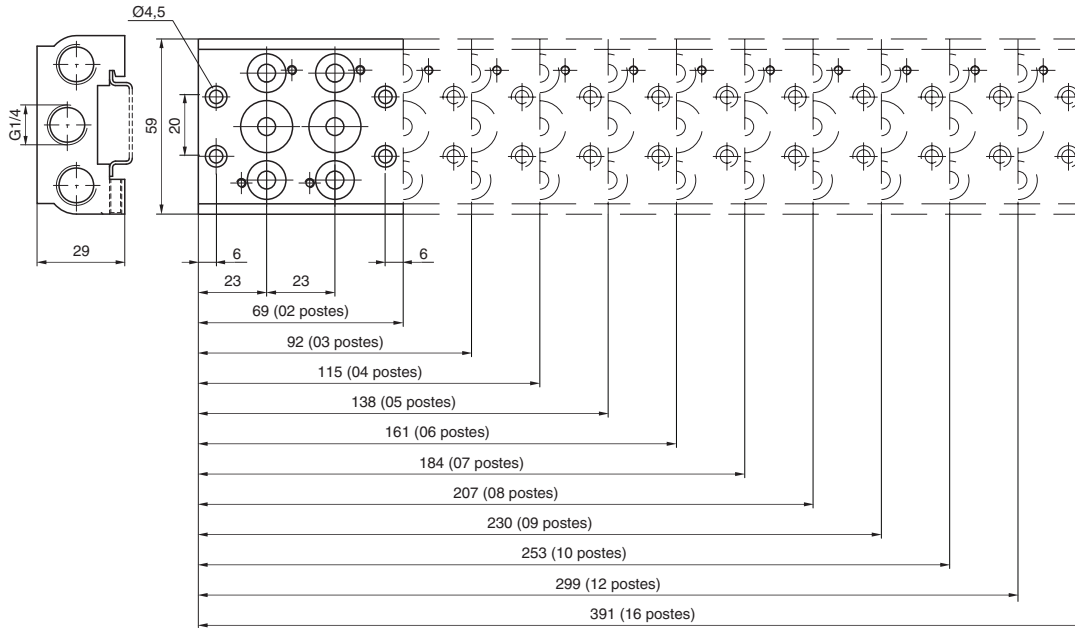 Ø4,5
G1/4
59
20
29
6
6
23
23
69 (02 postes)
92 (03 postes)
115 (04 postes)
138 (05 postes)
161 (06 postes)
184 (07 postes)
207 (08 postes)
230 (09 postes)
253 (10 postes)
299 (12 postes)
391 (16 postes)